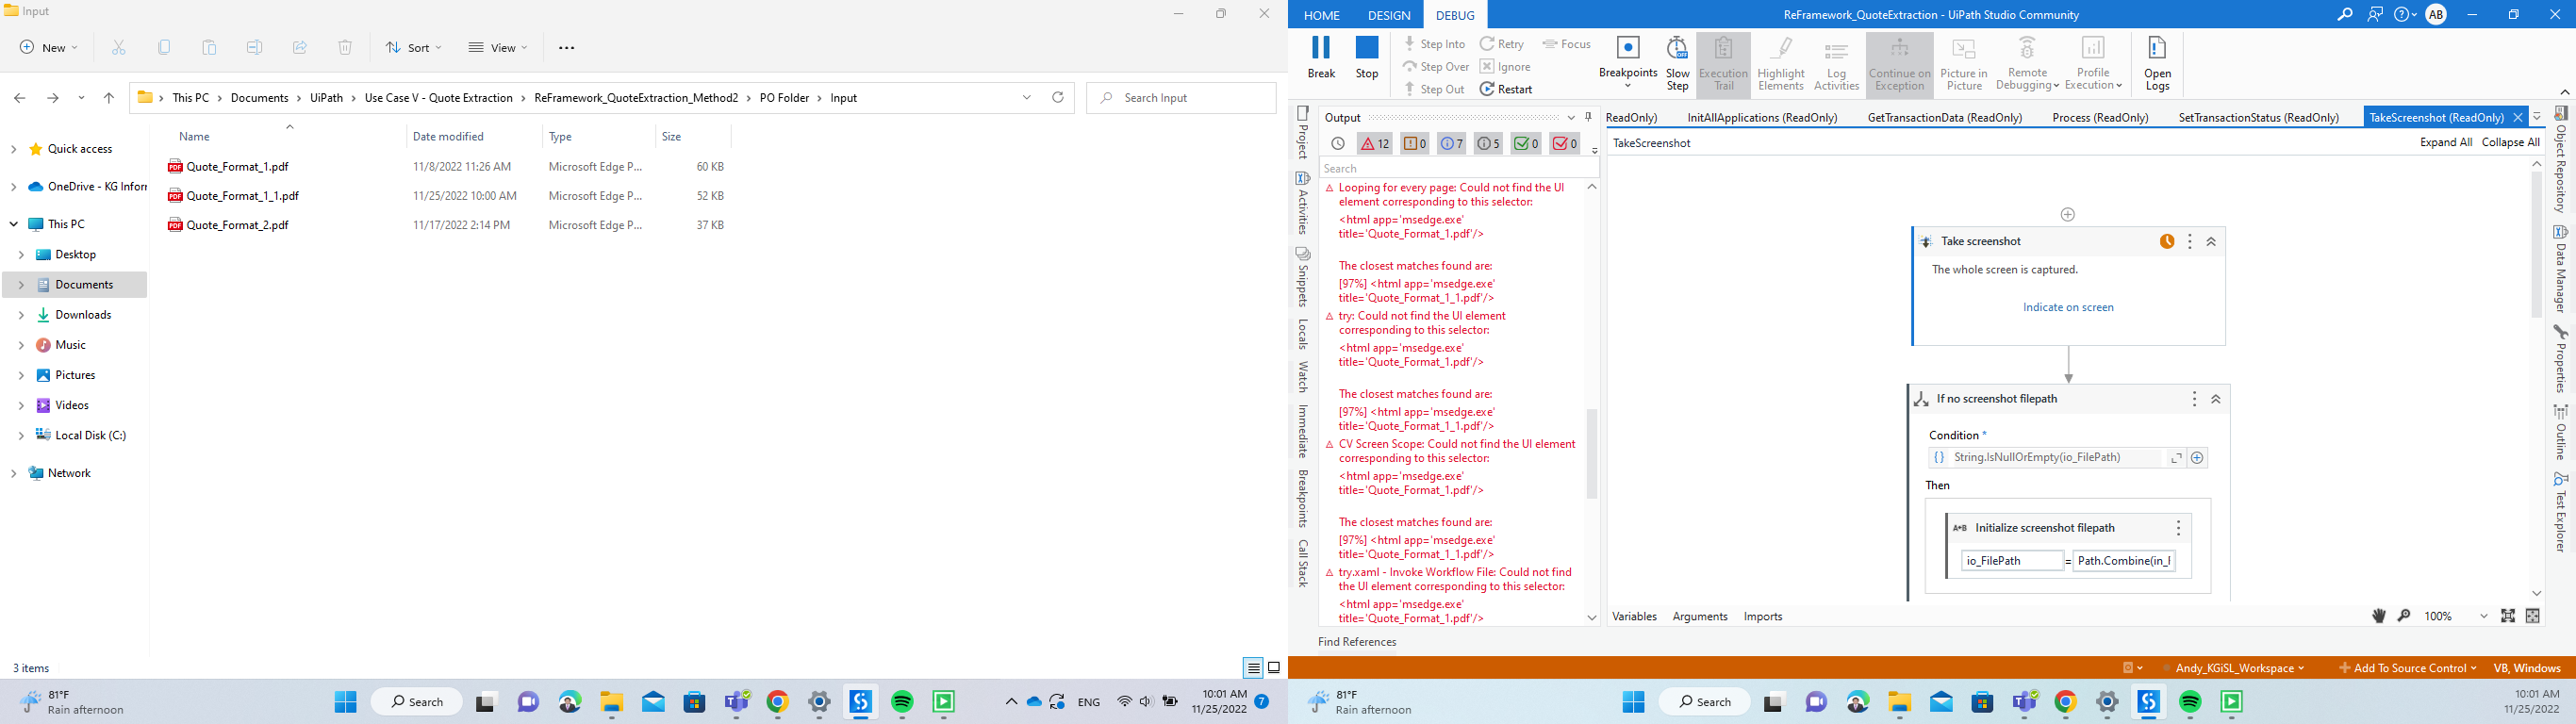 Input
New
Sort
View
This PC > Documents > UiPath > Use Case V - Quote Extraction > ReFramework_QuoteExtraction_Method2 > PO Folder > Input
Search Input
Name Date modified Type Size
Quick access
OneDrive - KG Inforr
This PC
Desktop
Documents
Downloads
Music
Pictures
Videos
Local Disk (C:)
Network
Quote_Format_1.pdf 11/8/2022 11:26 AM Microsoft Edge P... 60 KB
Quote_Format_1_1.pdf 11/25/2022 10:00 AM Microsoft Edge P... 52 KB
Quote_Format_2.pdf 11/17/2022 2:14 PM Microsoft Edge P... 37 KB
3 items
81°F
Rain afternoon
Search
ENG
10:01 AM
11/25/2022
7
HOME DESIGN DEBUG
ReFramework_QuoteExtraction - UiPath Studio Community
AB
Break
Stop
Step Into
Step Over
Step Out
Retry
Ignore
Restart
Focus
Breakpoints
Slow
Step
Execution
Trail
Highlight
Elements
Log
Activities
Continue on
Exception
Picture in
Picture
Remote
Debugging
Profile
Execution
Open
Logs
Project
Activities
Snippets
Locals
Watch
Immediate
Breakpoints
Call Stack
Output
12 0 7 5 0 0
Search
Looping for every page: Could not find the UI
element corresponding to this selector:
<html app='msedge.exe'
title='Quote_Format_1.pdf'/>
The closest matches found are:
[97%] <html app='msedge.exe'
title='Quote_Format_1_1.pdf'/>
try: Could not find the UI element
corresponding to this selector:
<html app='msedge.exe'
title='Quote_Format_1.pdf'/>
The closest matches found are:
[97%] <html app='msedge.exe'
title='Quote_Format_1_1.pdf'/>
CV Screen Scope: Could not find the UI element
corresponding to this selector:
<html app='msedge.exe'
title='Quote_Format_1.pdf'/>
The closest matches found are:
[97%] <html app='msedge.exe'
title='Quote_Format_1_1.pdf'/>
try.xaml - Invoke Workflow File: Could not find
the UI element corresponding to this selector:
<html app='msedge.exe'
title='Quote_Format_1.pdf'/>
Find References
ReadOnly) InitAllApplications (ReadOnly) GetTransactionData (ReadOnly) Process (ReadOnly) SetTransactionStatus (ReadOnly) TakeScreenshot (ReadOnly)
TakeScreenshot
Expand All Collapse All
Take screenshot
The whole screen is captured.
Indicate on screen
If no screenshot filepath
Condition *
String.IsNullOrEmpty(io_FilePath)
Then
A+B Initialize screenshot filepath
io_FilePath = Path.Combine(in_F
Variables Arguments Imports
100%
Object Repository
Data Manager
Properties
Outline
Test Explorer
Andy_KGiSL_Workspace
Add To Source Control
VB, Windows
81°F
Rain afternoon
Search
10:01 AM
11/25/2022